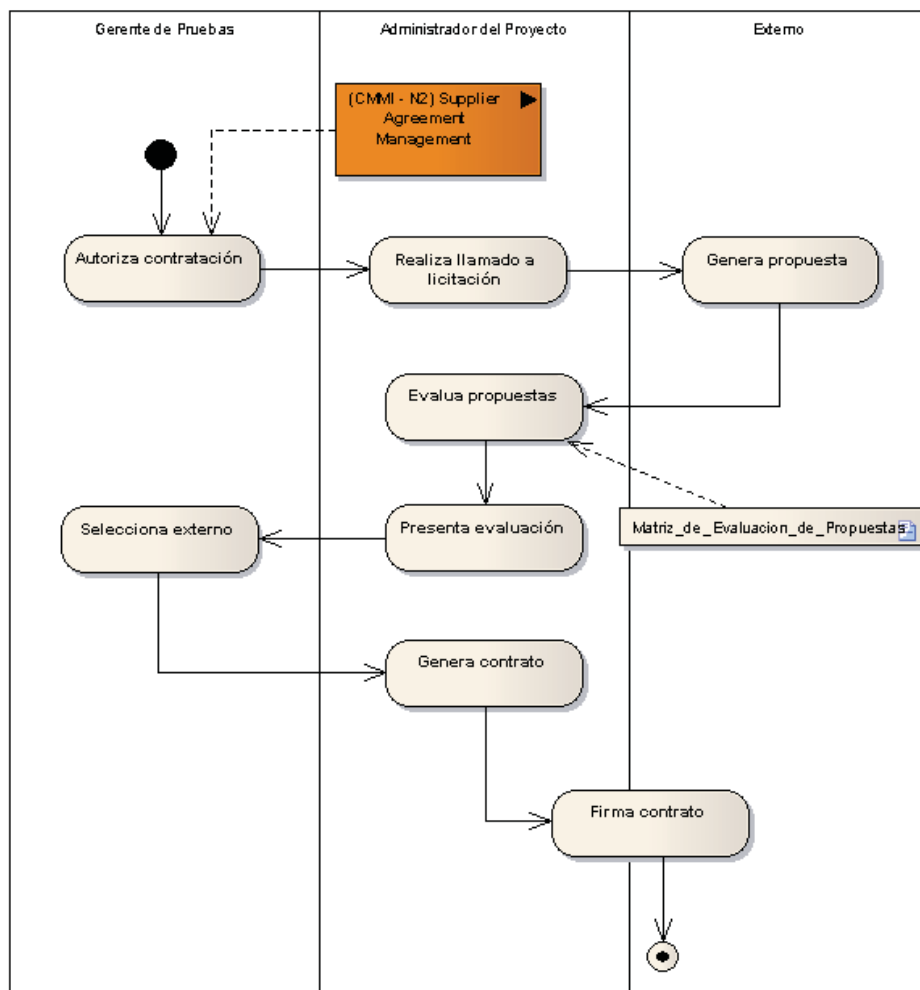 Gerente de Pruebas
Administrador del Proyecto
Externo
(CMMI - N2) Supplier
Agreement
Management
Autoriza contratación
Realiza llamado a
licitación
Genera propuesta
Evalua propuestas
Selecciona externo
Presenta evaluación
Matriz_de_Evaluacion_de_Propuestas
Genera contrato
Firma contrato